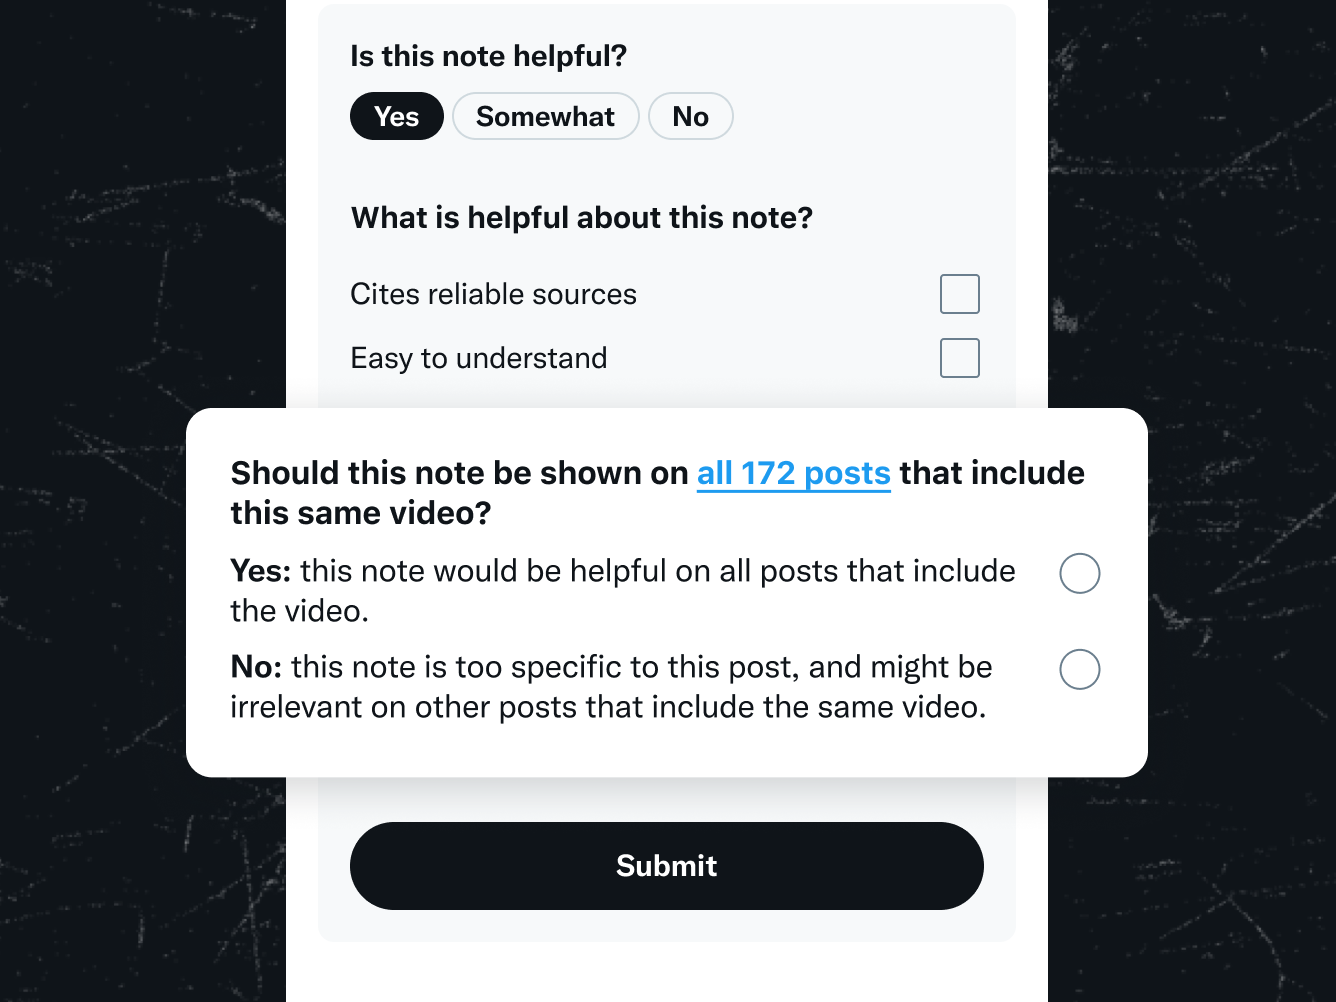 Is this note helpful?
Yes Somewhat No
What is helpful about this note?
Cites reliable sources
Easy to understand
Should this note be shown on all 172 posts that include
this same video?
Yes: this note would be helpful on all posts that include
the video.
No: this note is too specific to this post, and might be
irrelevant on other posts that include the same video.
Submit